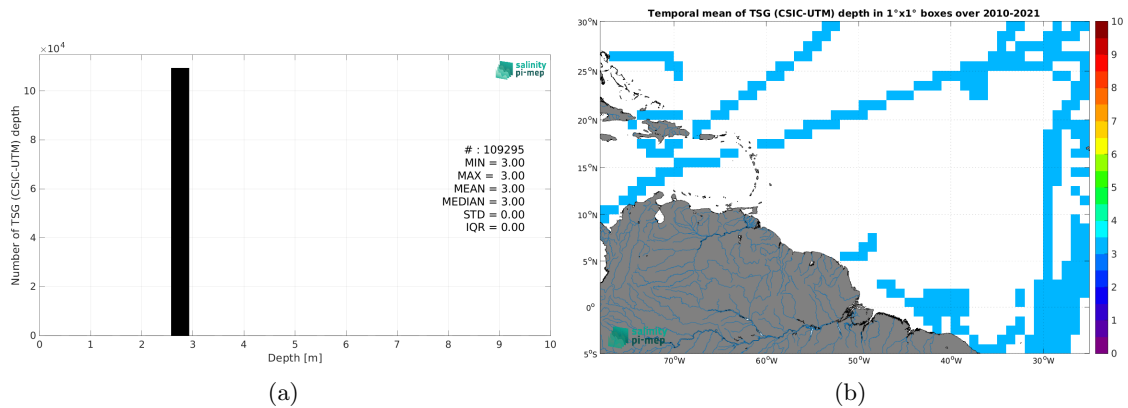 ×10⁴
10
8
6
4
2
0
Number of TSG (CSIC-UTM) depth
0 1 2 3 4 5 6 7 8 9 10
Depth [m]
salinity
pi-mep
# : 109295
MIN = 3.00
MAX = 3.00
MEAN = 3.00
MEDIAN = 3.00
STD = 0.00
IQR = 0.00
(a)
Temporal mean of TSG (CSIC-UTM) depth in 1°x1° boxes over 2010-2021
30°N
25°N
20°N
15°N
10°N
5°N
0°
5°S
70°W 60°W 50°W 40°W 30°W
salinity
pi-mep
10
9
8
7
6
5
4
3
2
1
0
(b)